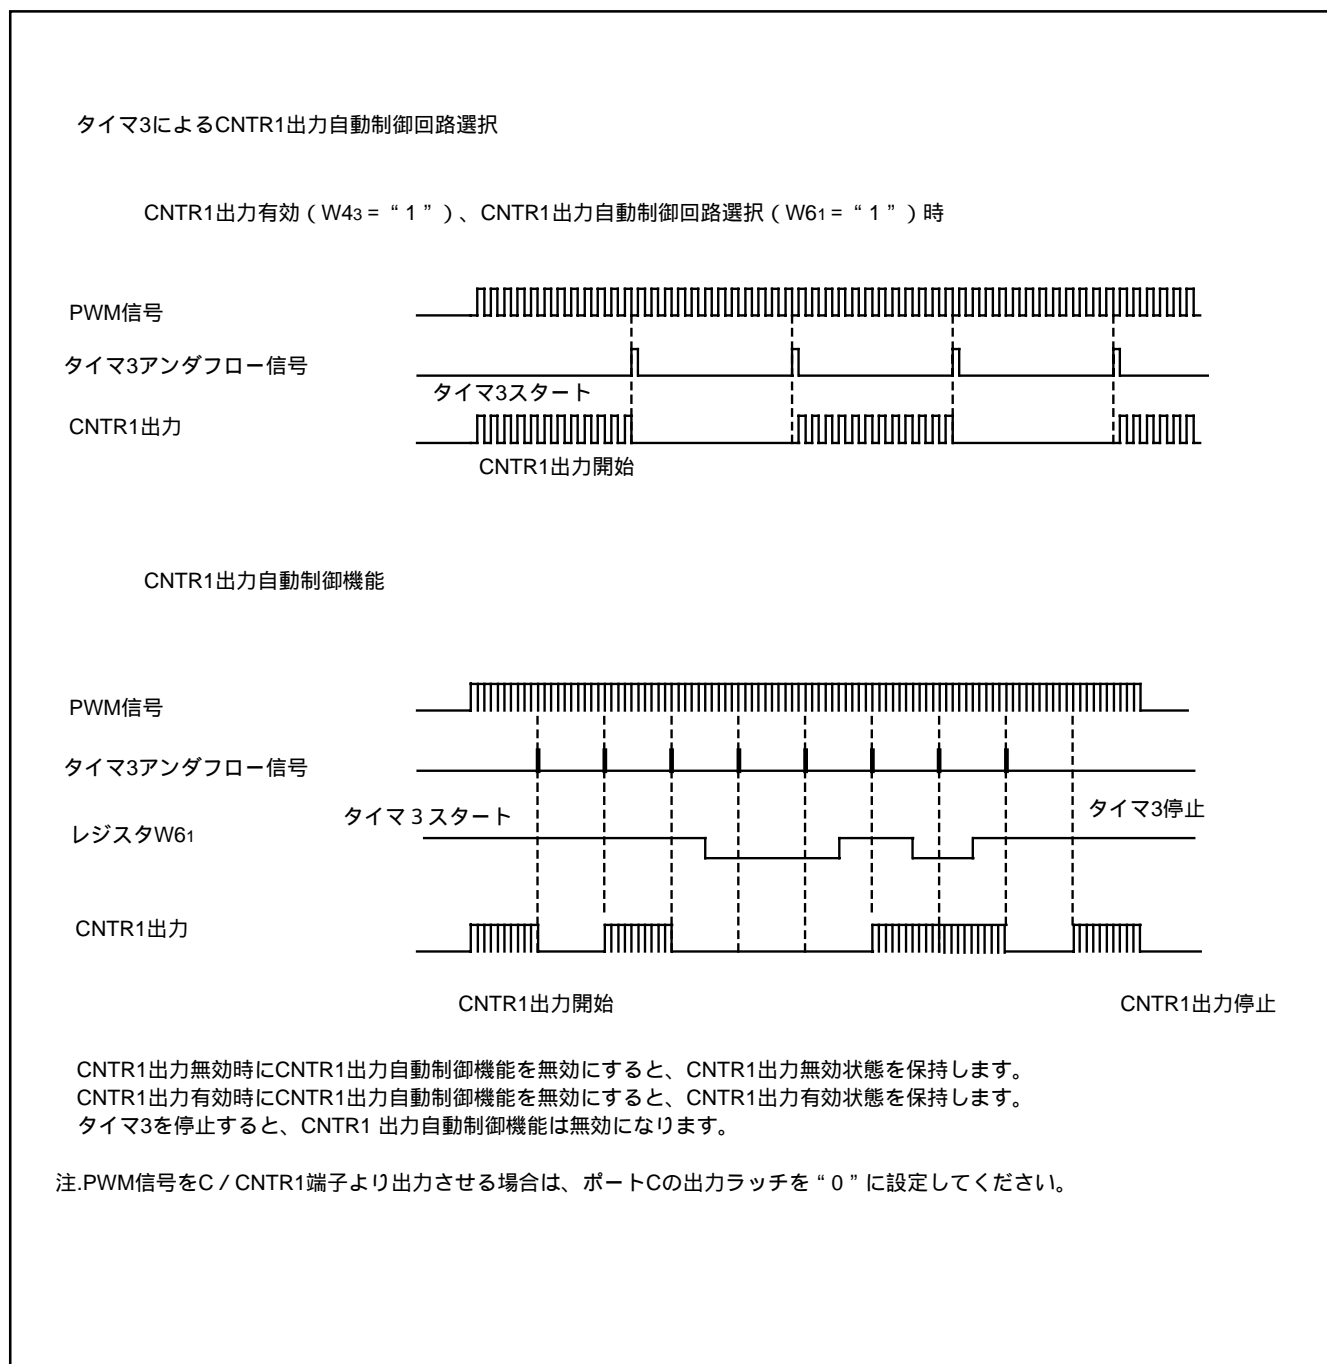 タイマ3によるCNTR1出力自動制御回路選択
CNTR1出力有効(W43=“1”)、CNTR1出力自動制御回路選択(W61=“1”)時
PWM信号
タイマ3アンダフロー信号
タイマ3スタート
CNTR1出力
CNTR1出力開始
CNTR1出力自動制御機能
PWM信号
タイマ3アンダフロー信号
タイマ3スタート
タイマ3停止
レジスタW61
CNTR1出力
CNTR1出力開始
CNTR1出力停止
CNTR1出力無効時にCNTR1出力自動制御機能を無効にすると、CNTR1出力無効状態を保持します。
CNTR1出力有効時にCNTR1出力自動制御機能を無効にすると、CNTR1出力有効状態を保持します。
タイマ3を停止すると、CNTR1 出力自動制御機能は無効になります。
注.PWM信号をC/CNTR1端子より出力させる場合は、ポートCの出力ラッチを“0”に設定してください。